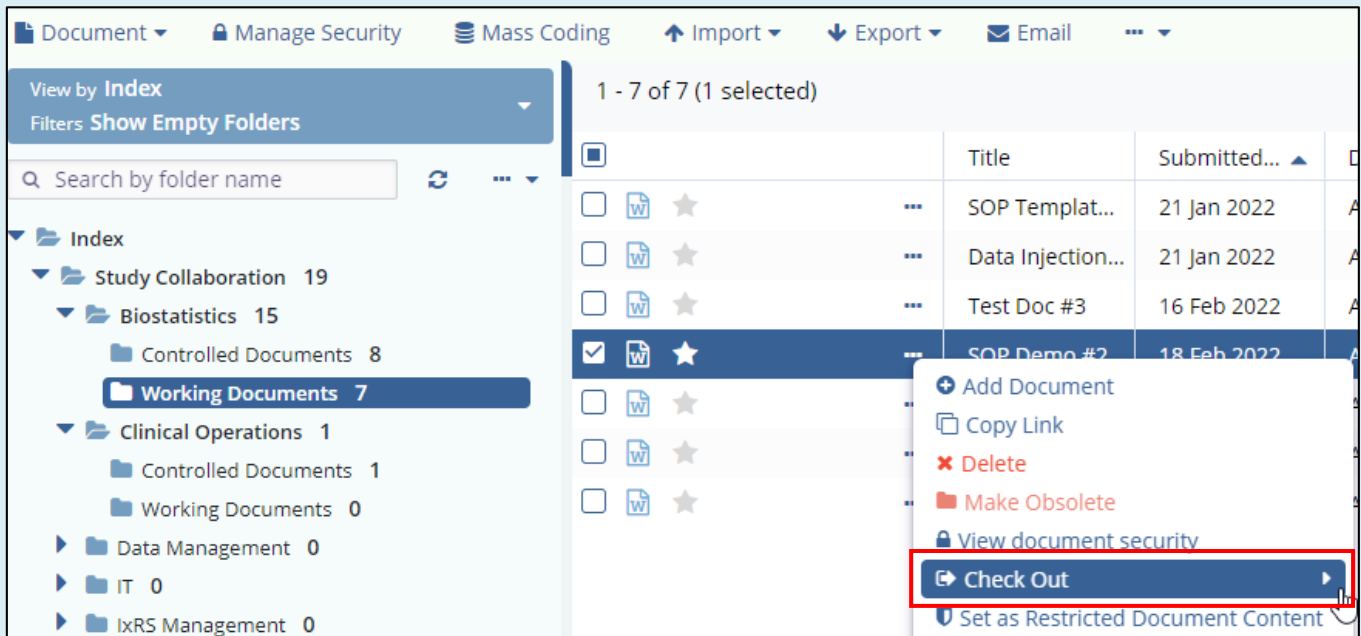 Document Manage Security Mass Coding Import Export Email
View by Index
Filters Show Empty Folders
Search by folder name
Index
Study Collaboration 19
Biostatistics 15
Controlled Documents 8
Working Documents 7
Clinical Operations 1
Controlled Documents 1
Working Documents 0
Data Management 0
IT 0
IxRS Management 0
1 - 7 of 7 (1 selected)
Title Submitted...
SOP Templat... 21 Jan 2022
Data Injection... 21 Jan 2022
Test Doc #3 16 Feb 2022
SOP Demo #2 18 Feb 2022
Add Document
Copy Link
Delete
Make Obsolete
View document security
Check Out
Set as Restricted Document Content